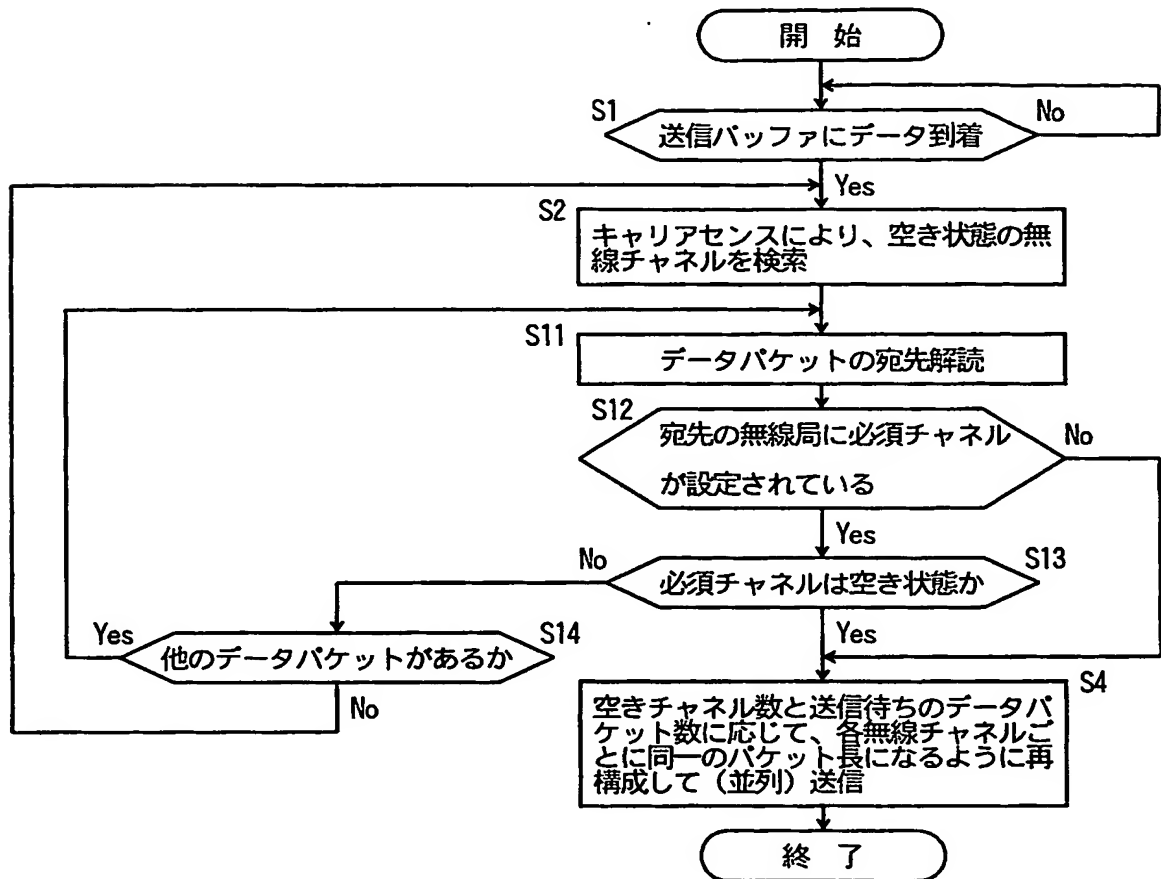 開 始
S1
送信バッファにデータ到着
No
Yes
S2
キャリアセンスにより、空き状態の無
線チャネルを検索
S11
データパケットの宛先解読
S12
宛先の無線局に必須チャネル
が設定されている
No
Yes
No
必須チャネルは空き状態か
S13
Yes
Yes
他のデータパケットがあるか
S14
No
S4
空きチャネル数と送信待ちのデータパ
ケット数に応じて、各無線チャネルご
とに同一のパケット長になるように再
構成して（並列）送信
終 了